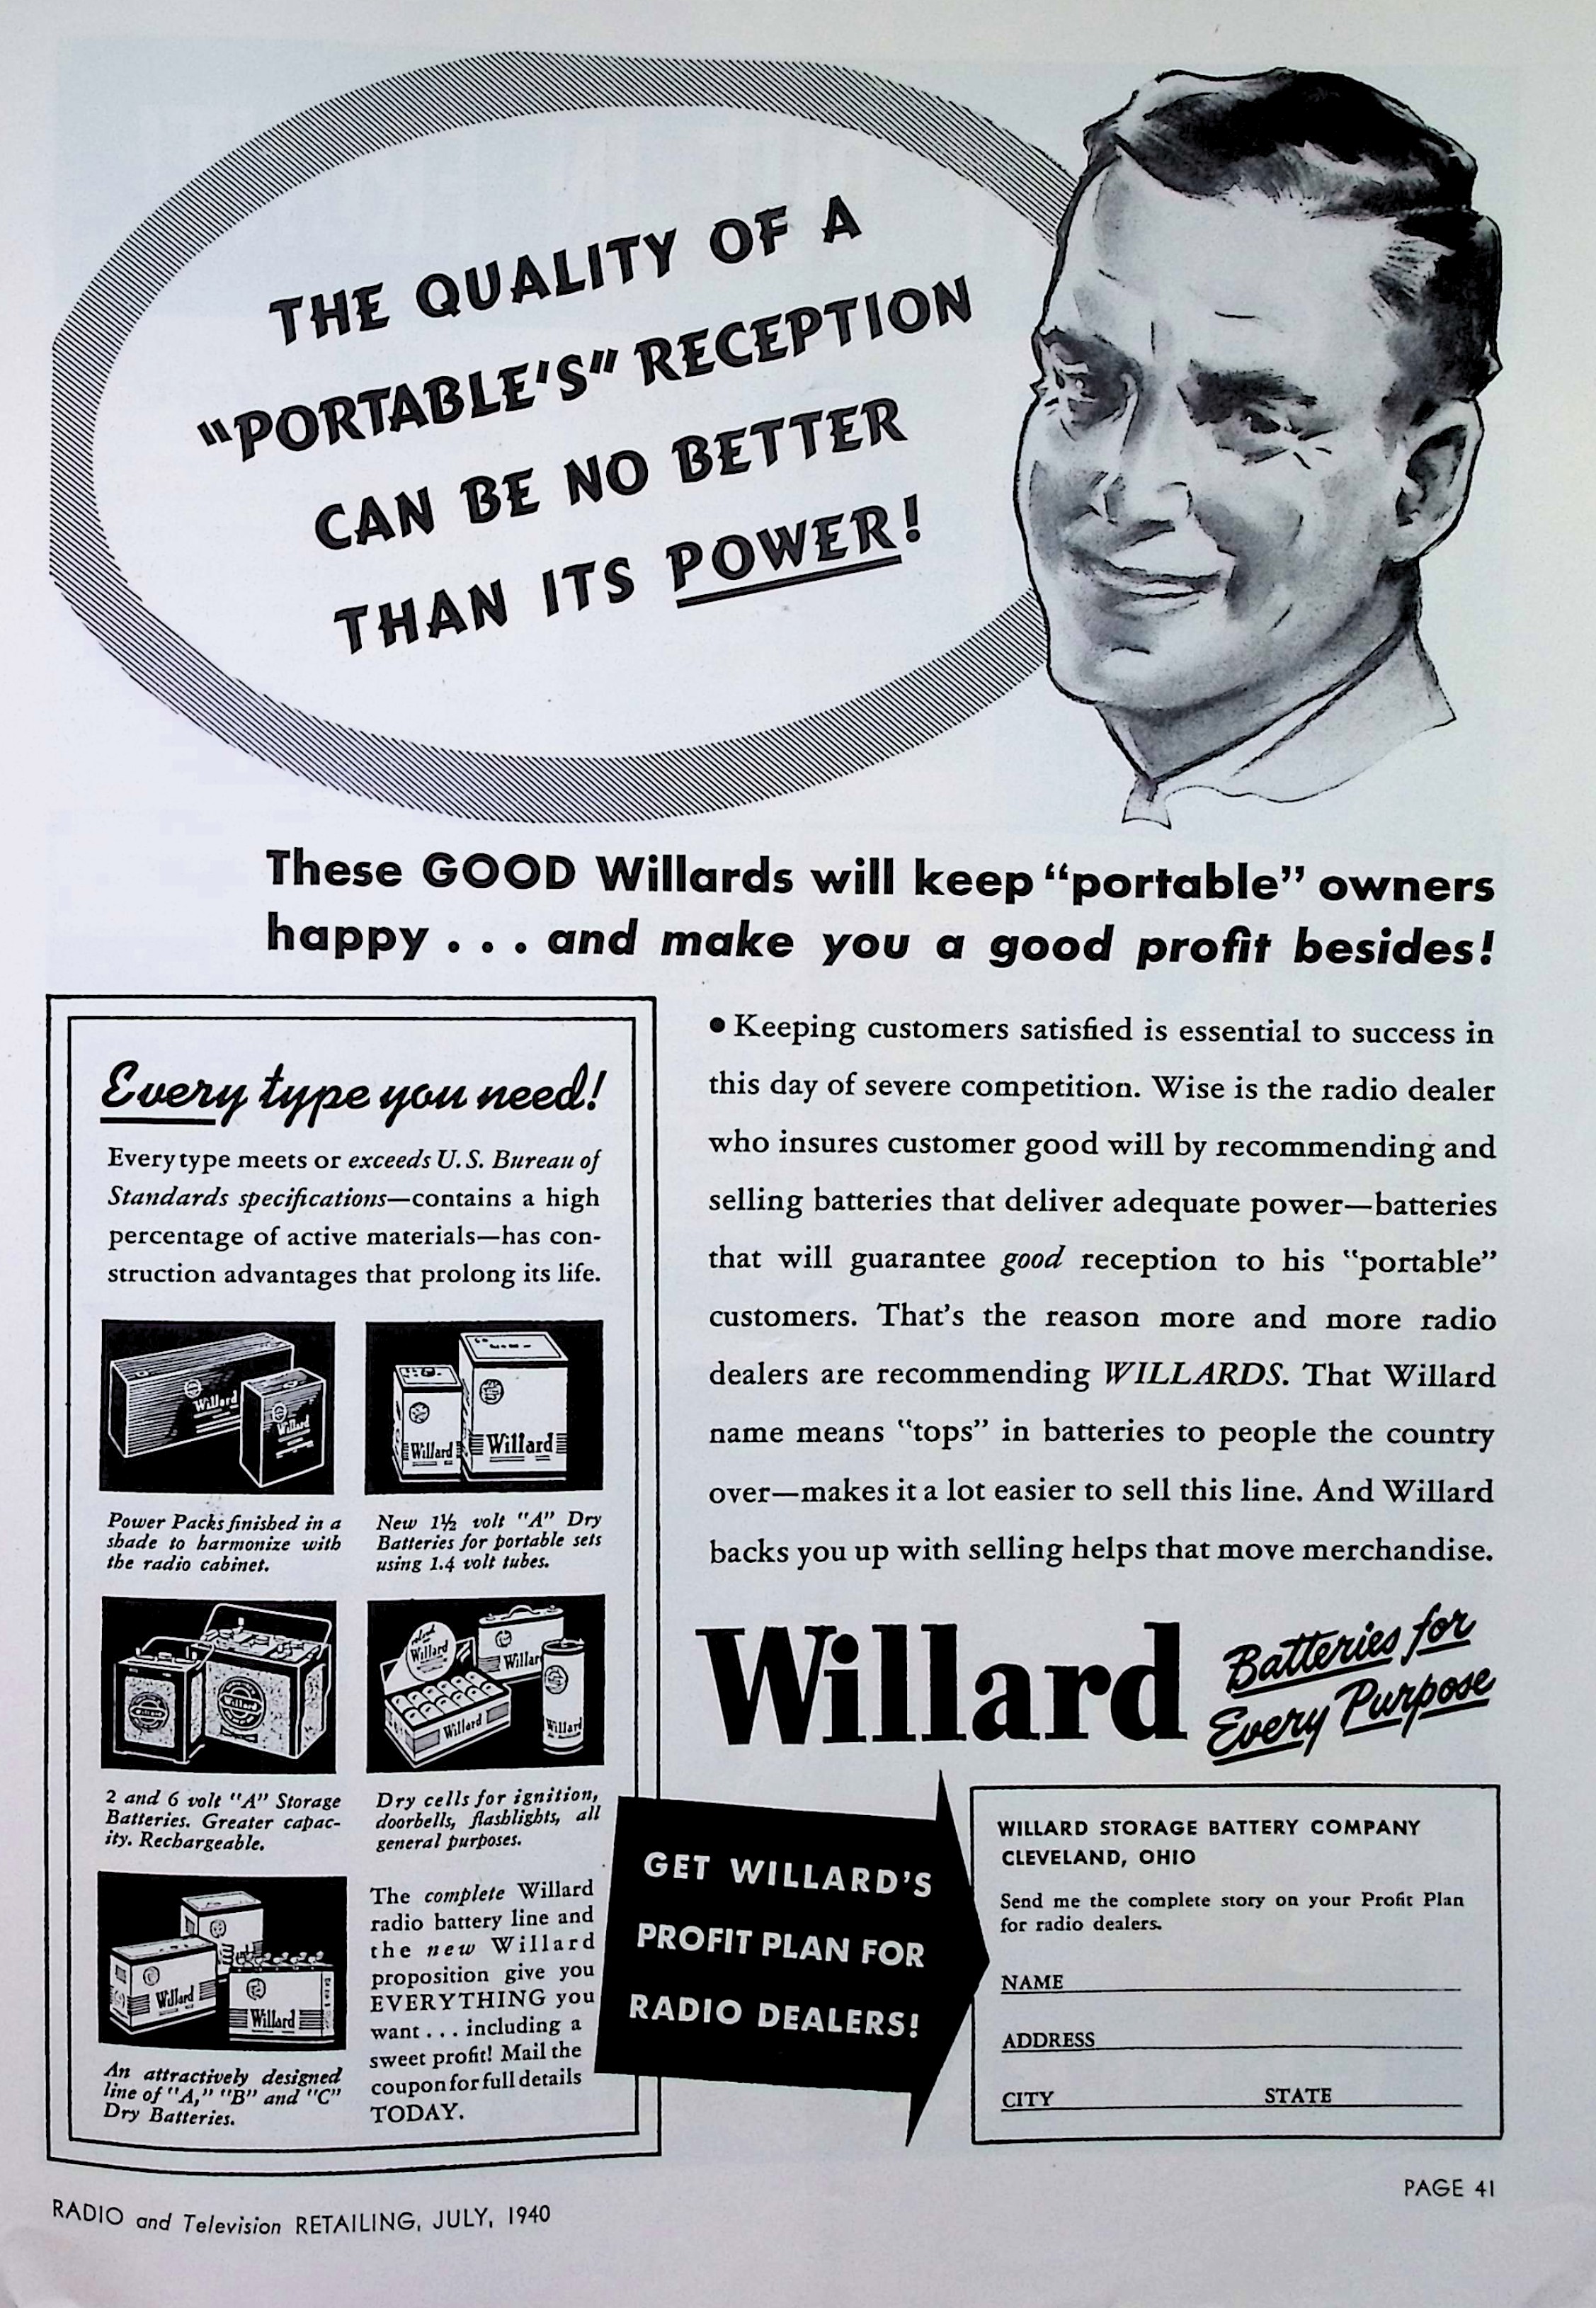 THE QUALITY OF A
"PORTABLE'S" RECEPTION
CAN BE NO BETTER
THAN ITS POWER!
These GOOD Willards will keep "portable" owners
happy . . . and make you a good profit besides!
Every type you need!
Every type meets or exceeds U.S. Bureau of
Standards specifications—contains a high
percentage of active materials—has con-
struction advantages that prolong its life.
Willard
Willard
Willard
Willard
Power Packs finished in a
shade to harmonize with
the radio cabinet.
New 1½ volt "A" Dry
Batteries for portable sets
using 1.4 volt tubes.
Willard
Willard
Willard
Willard
Willard
2 and 6 volt "A" Storage
Batteries. Greater capac-
ity. Rechargeable.
Dry cells for ignition,
doorbells, flashlights, all
general purposes.
Willard
Willard
An attractively designed
line of "A," "B" and "C"
Dry Batteries.
The complete Willard
radio battery line and
the new Willard
proposition give you
EVERYTHING you
want . . . including a
sweet profit! Mail the
coupon for full details
TODAY.
• Keeping customers satisfied is essential to success in
this day of severe competition. Wise is the radio dealer
who insures customer good will by recommending and
selling batteries that deliver adequate power—batteries
that will guarantee good reception to his "portable"
customers. That's the reason more and more radio
dealers are recommending WILLARDS. That Willard
name means "tops" in batteries to people the country
over—makes it a lot easier to sell this line. And Willard
backs you up with selling helps that move merchandise.
Willard
Batteries for
Every Purpose
GET WILLARD'S
PROFIT PLAN FOR
RADIO DEALERS!
WILLARD STORAGE BATTERY COMPANY
CLEVELAND, OHIO
Send me the complete story on your Profit Plan
for radio dealers.
NAME
ADDRESS
CITY STATE
RADIO and Television RETAILING, JULY, 1940
PAGE 41